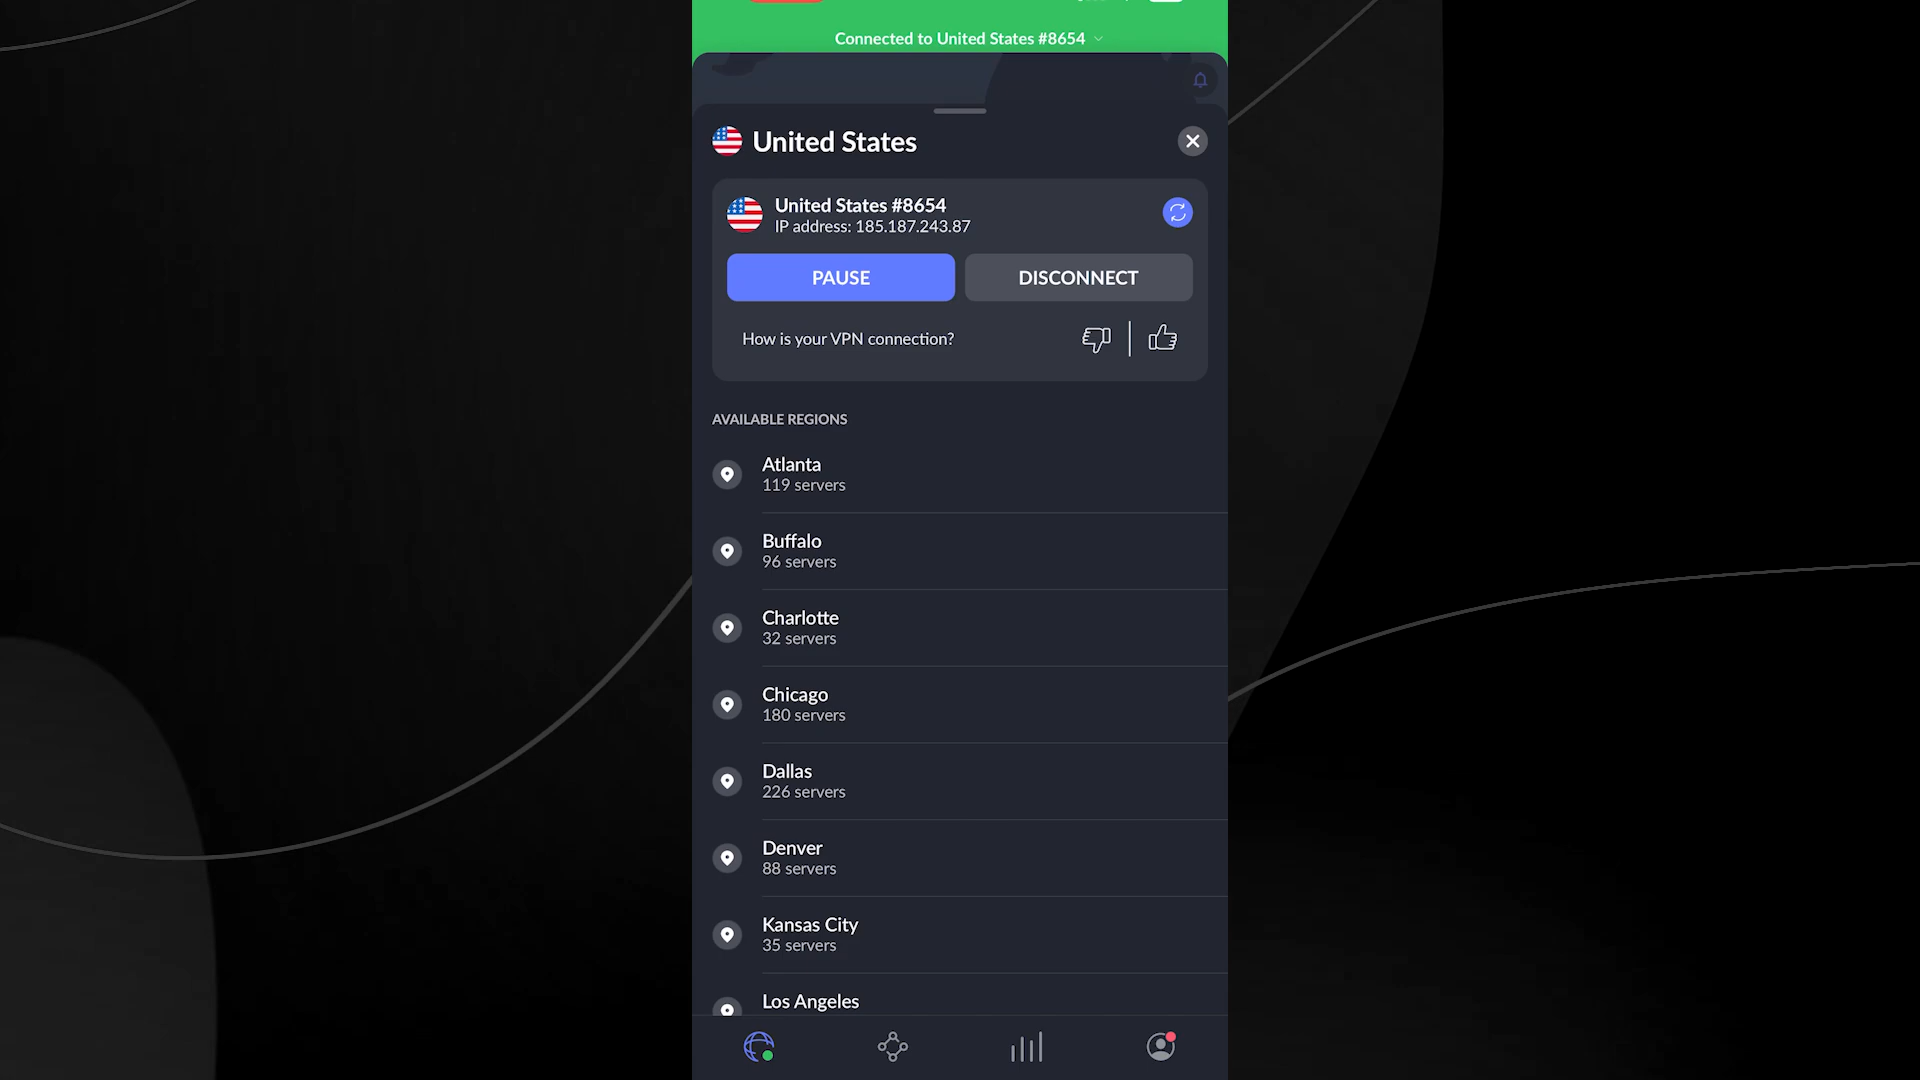 Connected to United States #8654
United States
United States #8654
IP address: 185.187.243.87
PAUSE
DISCONNECT
How is your VPN connection?
AVAILABLE REGIONS
Atlanta
119 servers
Buffalo
96 servers
Charlotte
32 servers
Chicago
180 servers
Dallas
226 servers
Denver
88 servers
Kansas City
35 servers
Los Angeles